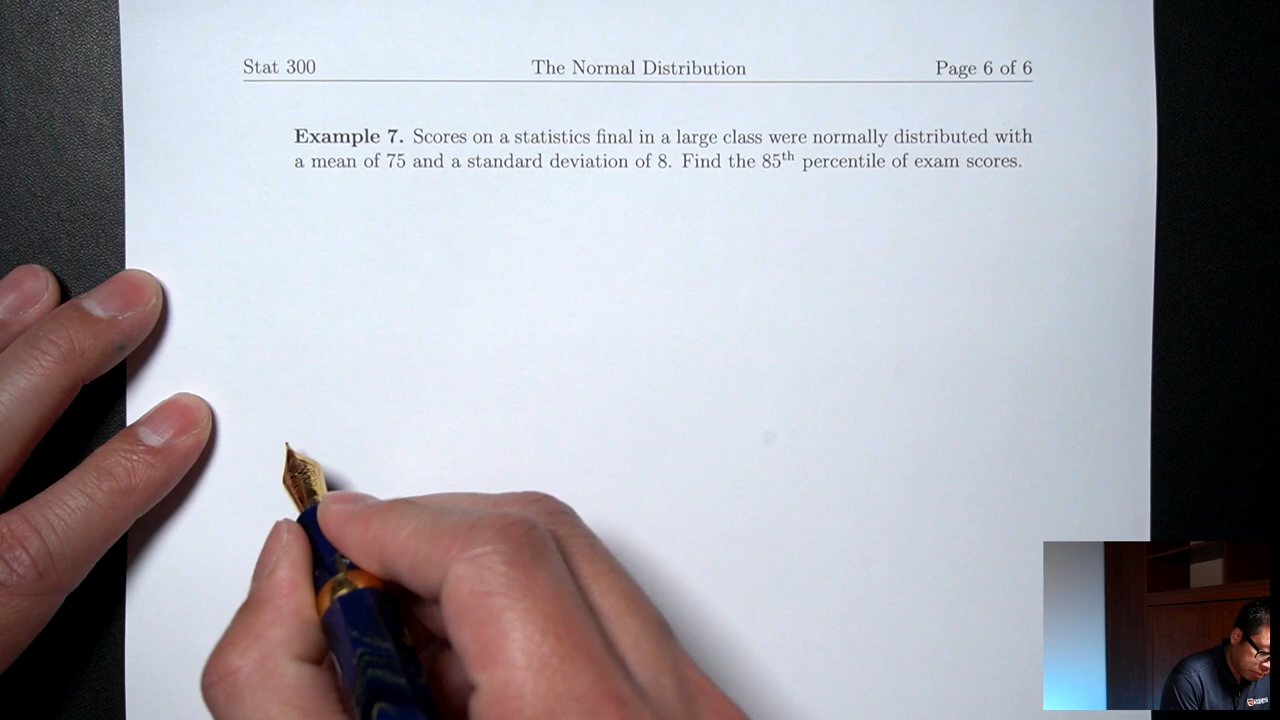 Stat 300 The Normal Distribution Page 6 of 6
Example 7. Scores on a statistics final in a large class were normally distributed with
a mean of 75 and a standard deviation of 8. Find the 85th percentile of exam scores.